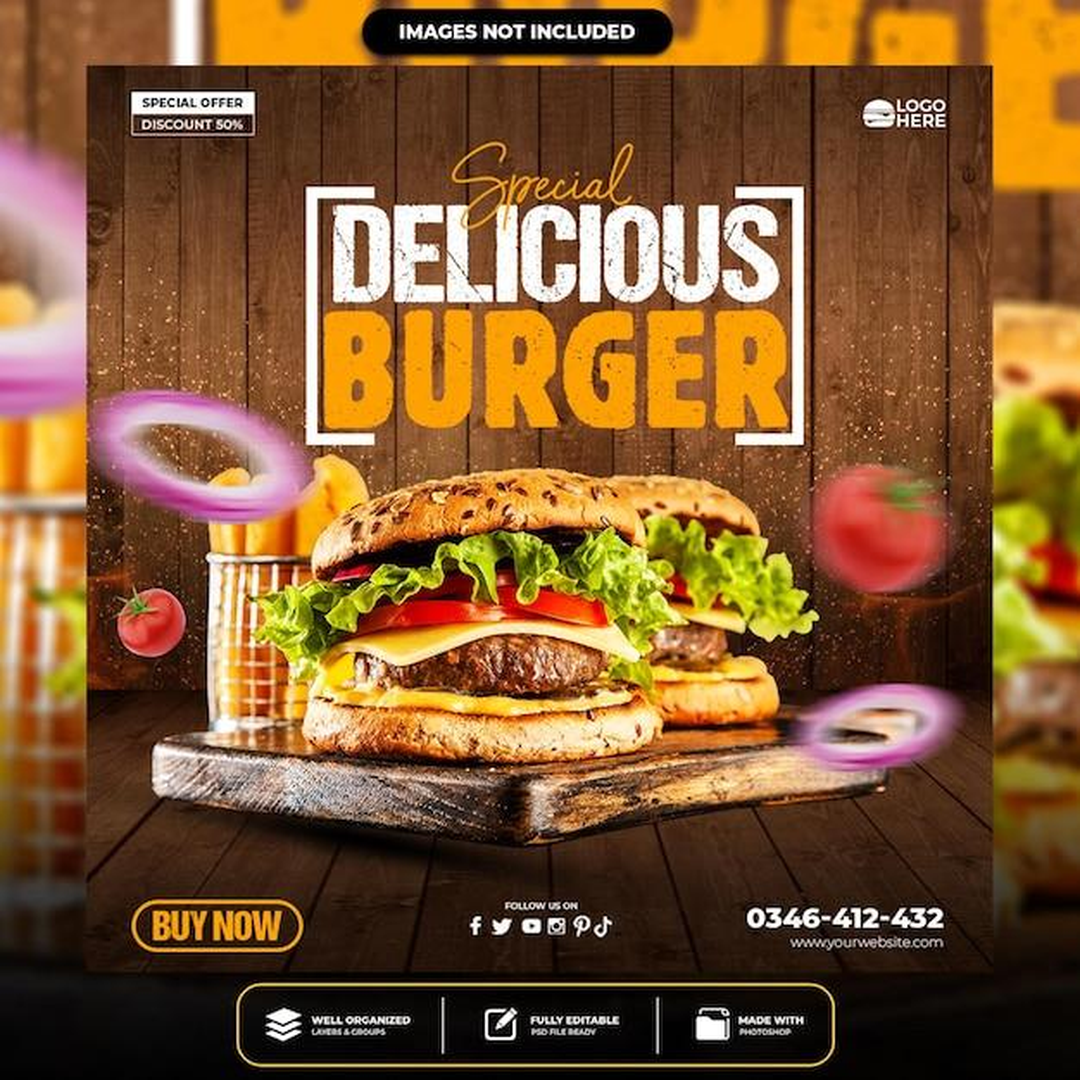 IMAGES NOT INCLUDED
SPECIAL OFFER
DISCOUNT 50%
LOGO
HERE
Special
DELICIOUS
BURGER
BUY NOW
FOLLOW US ON
0346-412-432
www.yourwebsite.com
WELL ORGANIZED
LAYERS & GROUPS
FULLY EDITABLE
PSD FILE READY
MADE WITH
PHOTOSHOP